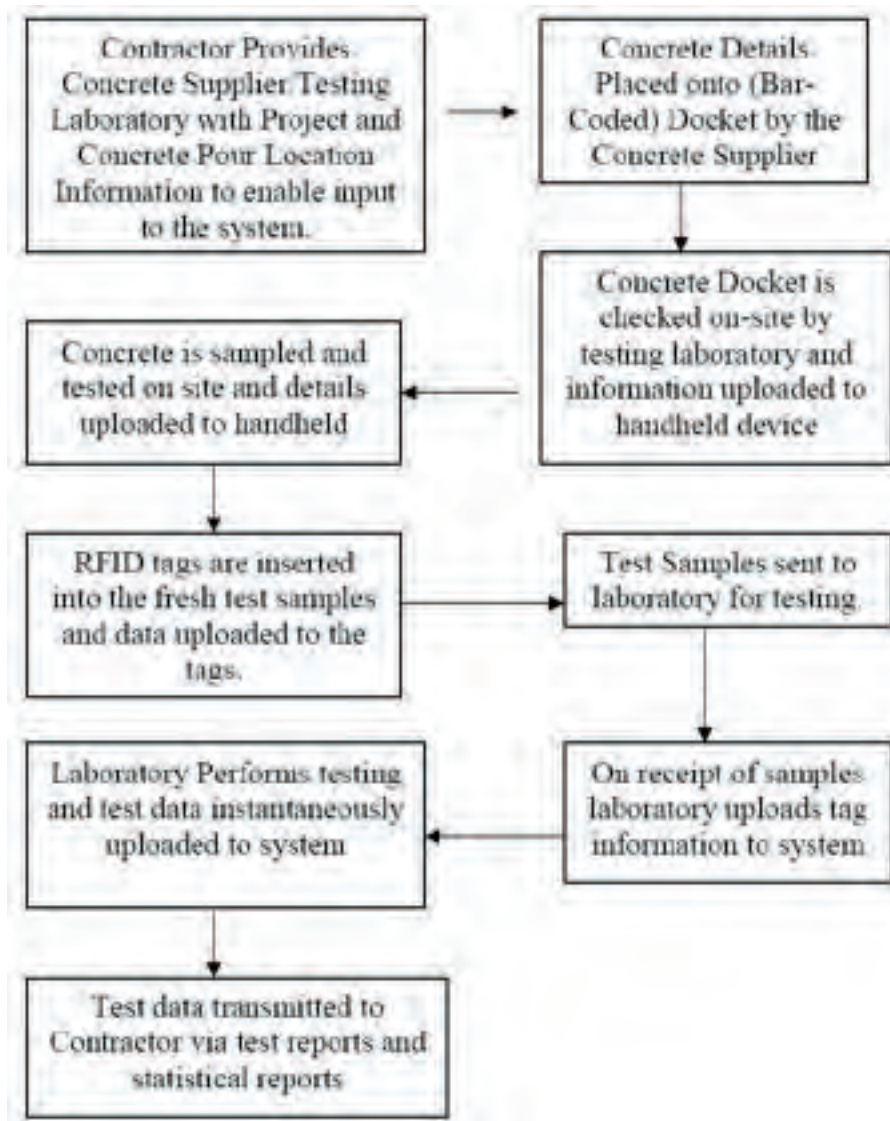 Contractor Provides
Concrete Supplier Testing
Laboratory with Project and
Concrete Pour Location
Information to enable input
to the system.
Concrete Details
Placed onto (Bar-
Coded) Docket by the
Concrete Supplier
Concrete Docket is
checked on-site by
testing laboratory and
information uploaded to
handheld device
Concrete is sampled and
tested on site and details
uploaded to handheld
RFID tags are inserted
into the fresh test samples
and data uploaded to the
tags.
Test Samples sent to
laboratory for testing
On receipt of samples
laboratory uploads tag
information to system
Laboratory Performs testing
and test data instantaneously
uploaded to system
Test data transmitted to
Contractor via test reports and
statistical reports